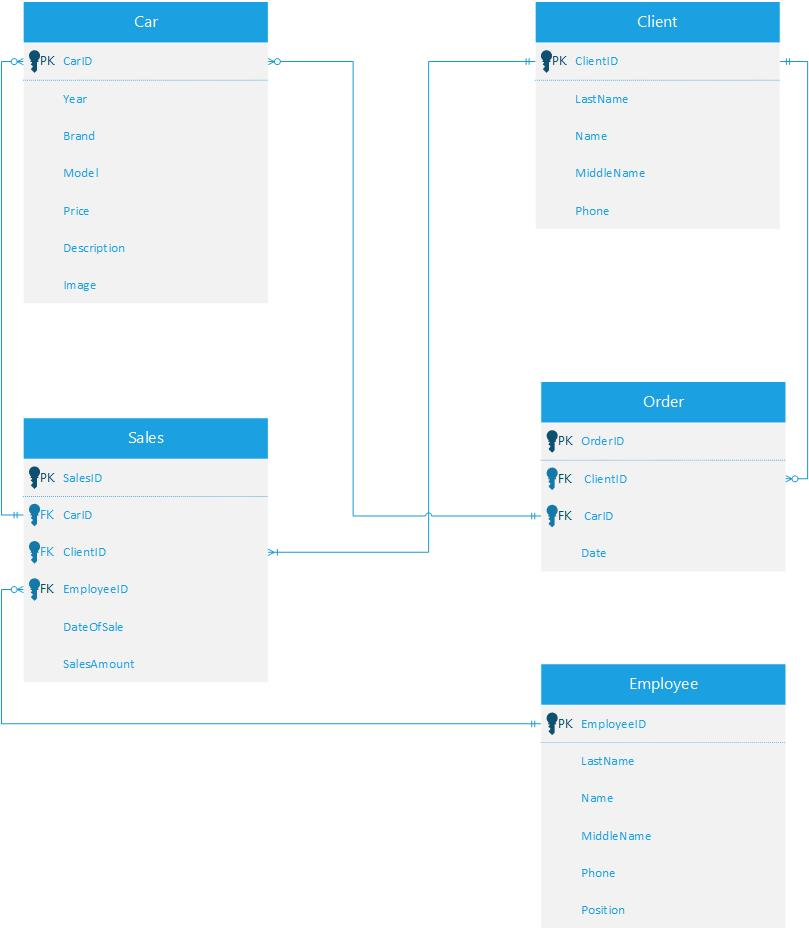 Car
PK CarID
Year
Brand
Model
Price
Description
Image
Client
PK ClientID
LastName
Name
MiddleName
Phone
Sales
PK SalesID
FK CarID
FK ClientID
FK EmployeeID
DateOfSale
SalesAmount
Order
PK OrderID
FK ClientID
FK CarID
Date
Employee
PK EmployeeID
LastName
Name
MiddleName
Phone
Position